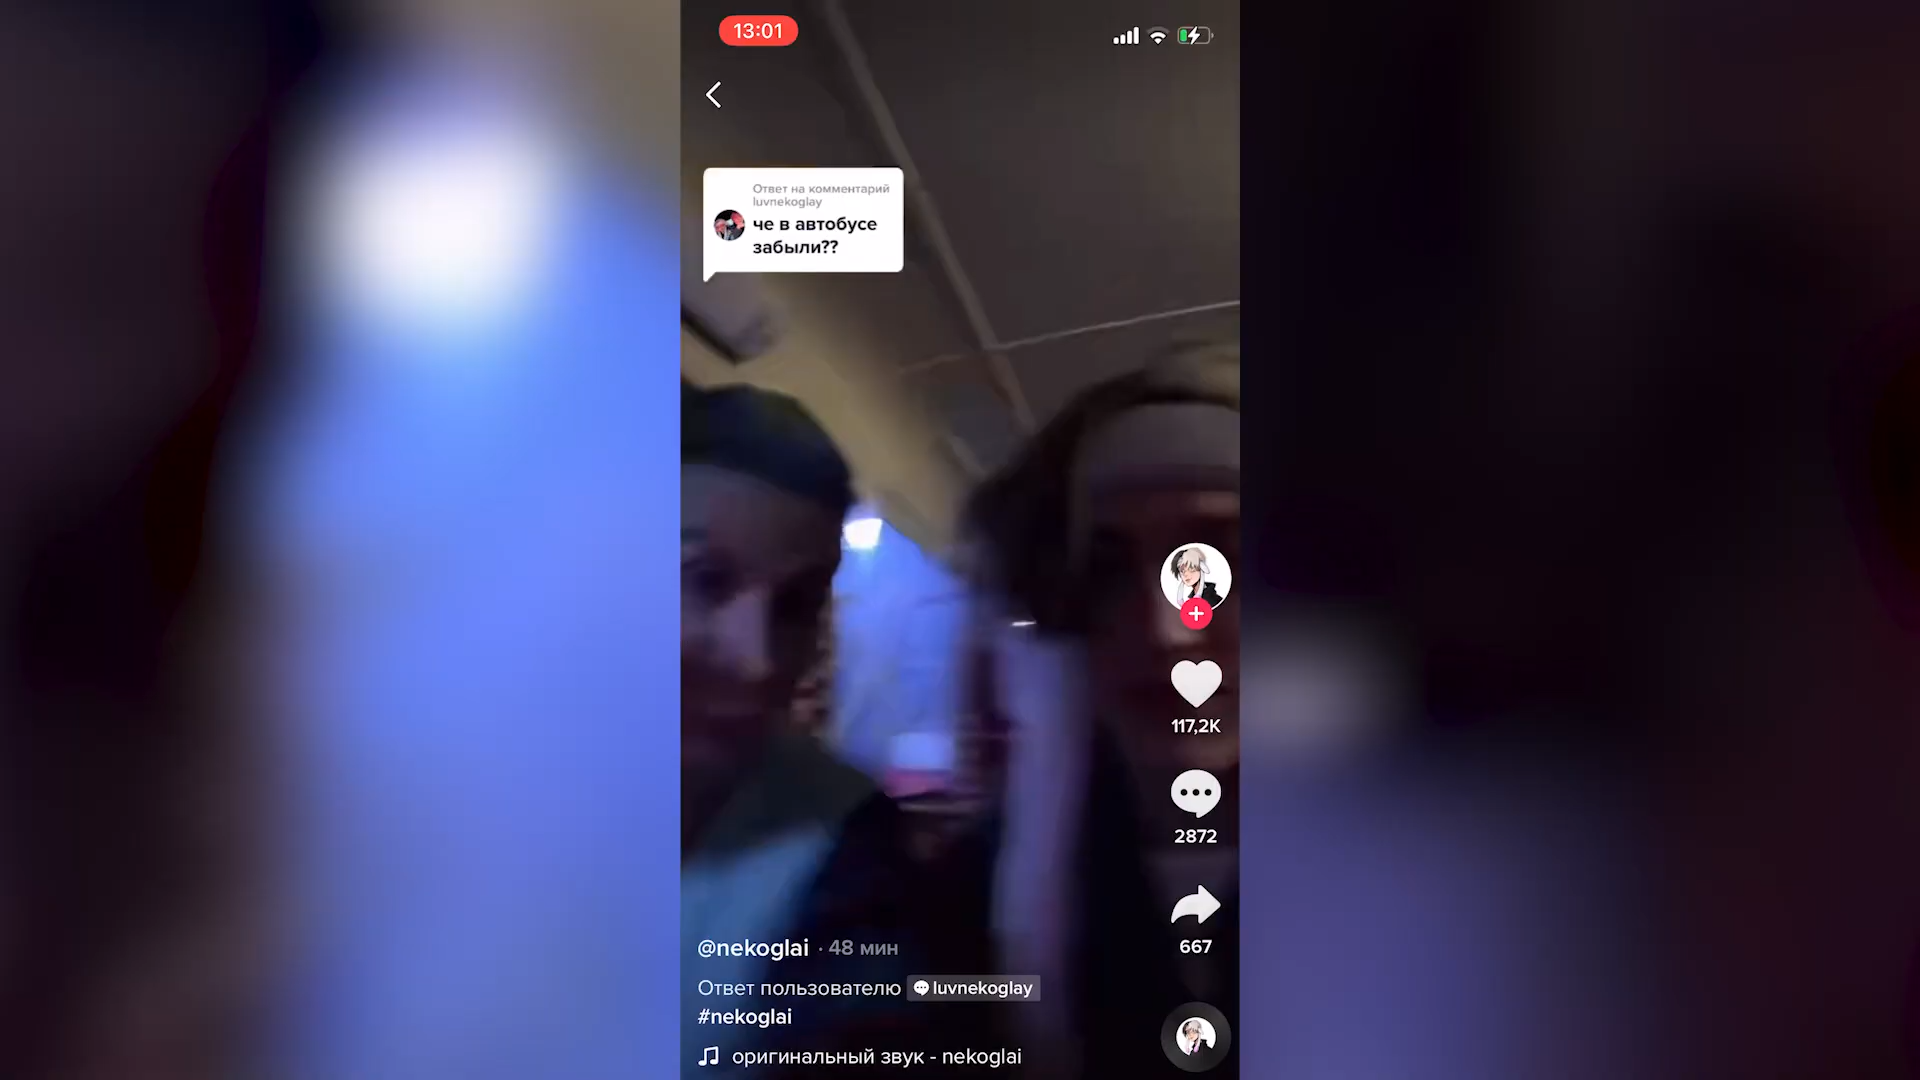 13:01
Ответ на комментарий
luvnekoglay
че в автобусе
забыли??
117,2K
2872
667
@nekoglai · 48 мин
Ответ пользователю luvnekoglay
#nekoglai
оригинальный звук - nekoglai